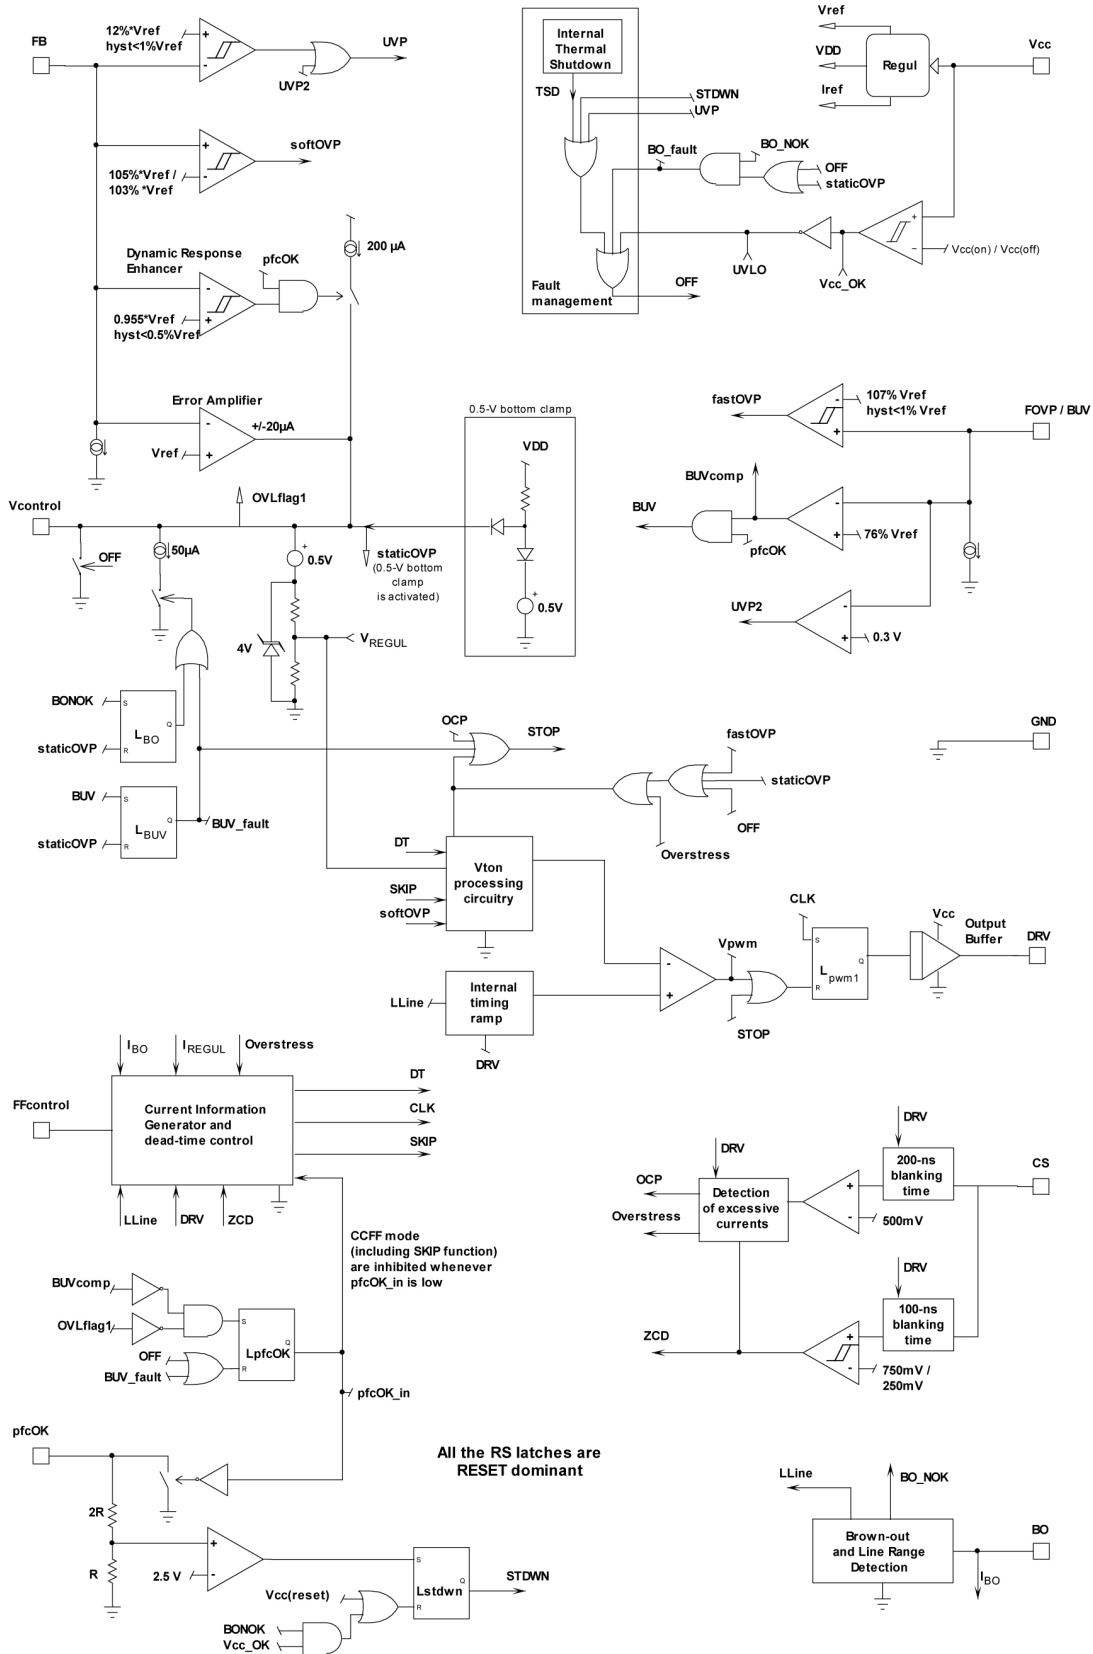 FB
12%*Vref
hyst<1%Vref
+
-
UVP
UVP2
+
-
softOVP
105%*Vref /
103% *Vref
Dynamic Response
Enhancer
pfcOK
200 µA
-
+
0.955*Vref
hyst<0.5%Vref
Error Amplifier
-
+
+/-20µA
Vref
Internal
Thermal
Shutdown
TSD
STDWN
UVP
BO_fault
BO_NOK
OFF
staticOVP
Fault
management
OFF
UVLO
Vcc_OK
+
-
Vcc(on) / Vcc(off)
Vref
VDD
Iref
Regul
Vcc
fastOVP
-
+
107% Vref
hyst<1% Vref
FOVP / BUV
BUVcomp
BUV
pfcOK
-
+
76% Vref
UVP2
-
+
0.3 V
Vcontrol
OVLflag1
OFF
50µA
+
0.5V
4V
VREGUL
staticOVP
(0.5-V bottom
clamp
is activated)
0.5-V bottom clamp
VDD
+
0.5V
BONOK
staticOVP
S
R
Q
LBO
BUV
staticOVP
S
R
Q
LBUV
BUV_fault
OCP
STOP
fastOVP
staticOVP
OFF
Overstress
GND
DT
SKIP
softOVP
Vton
processing
circuitry
LLine
Internal
timing
ramp
DRV
-
+
Vpwm
STOP
CLK
S
R
Q
Lpwm1
Vcc
Output
Buffer
DRV
IBO
IREGUL
Overstress
FFcontrol
Current Information
Generator and
dead-time control
DT
CLK
SKIP
LLine
DRV
ZCD
CCFF mode
(including SKIP function)
are inhibited whenever
pfcOK_in is low
DRV
200-ns
blanking
time
CS
DRV
OCP
Overstress
Detection
of excessive
currents
+
-
500mV
DRV
100-ns
blanking
time
ZCD
+
-
750mV /
250mV
BUVcomp
OVLflag1
OFF
BUV_fault
S
R
Q
LpfcOK
pfcOK_in
pfcOK
2R
R
2.5 V
+
-
Vcc(reset)
BONOK
Vcc_OK
S
R
Q
Lstdwn
STDWN
All the RS latches are
RESET dominant
LLine
BO_NOK
Brown-out
and Line Range
Detection
BO
IBO